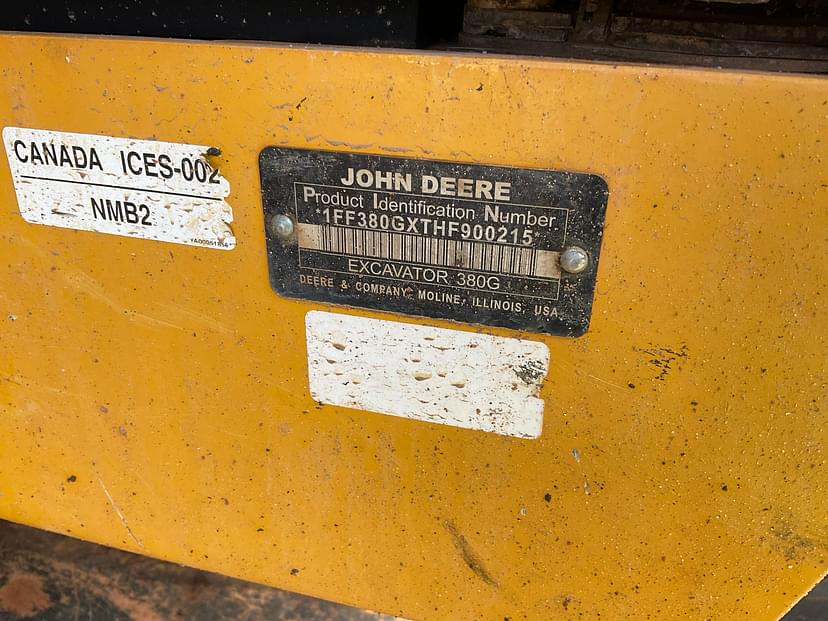 CANADA ICES-002
NMB2
JOHN DEERE
Product Identification Number
*1FF380GXTHF900215*
EXCAVATOR 380G
DEERE & COMPANY MOLINE, ILLINOIS, USA